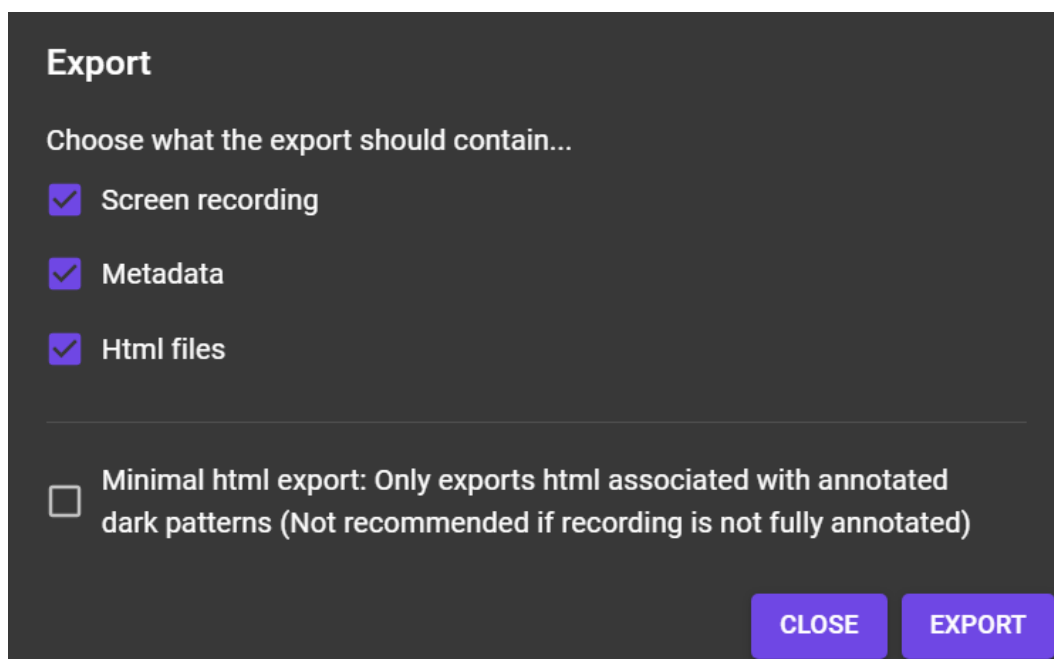 Export
Choose what the export should contain...
Screen recording
Metadata
Html files
Minimal html export: Only exports html associated with annotated
dark patterns (Not recommended if recording is not fully annotated)
CLOSE EXPORT